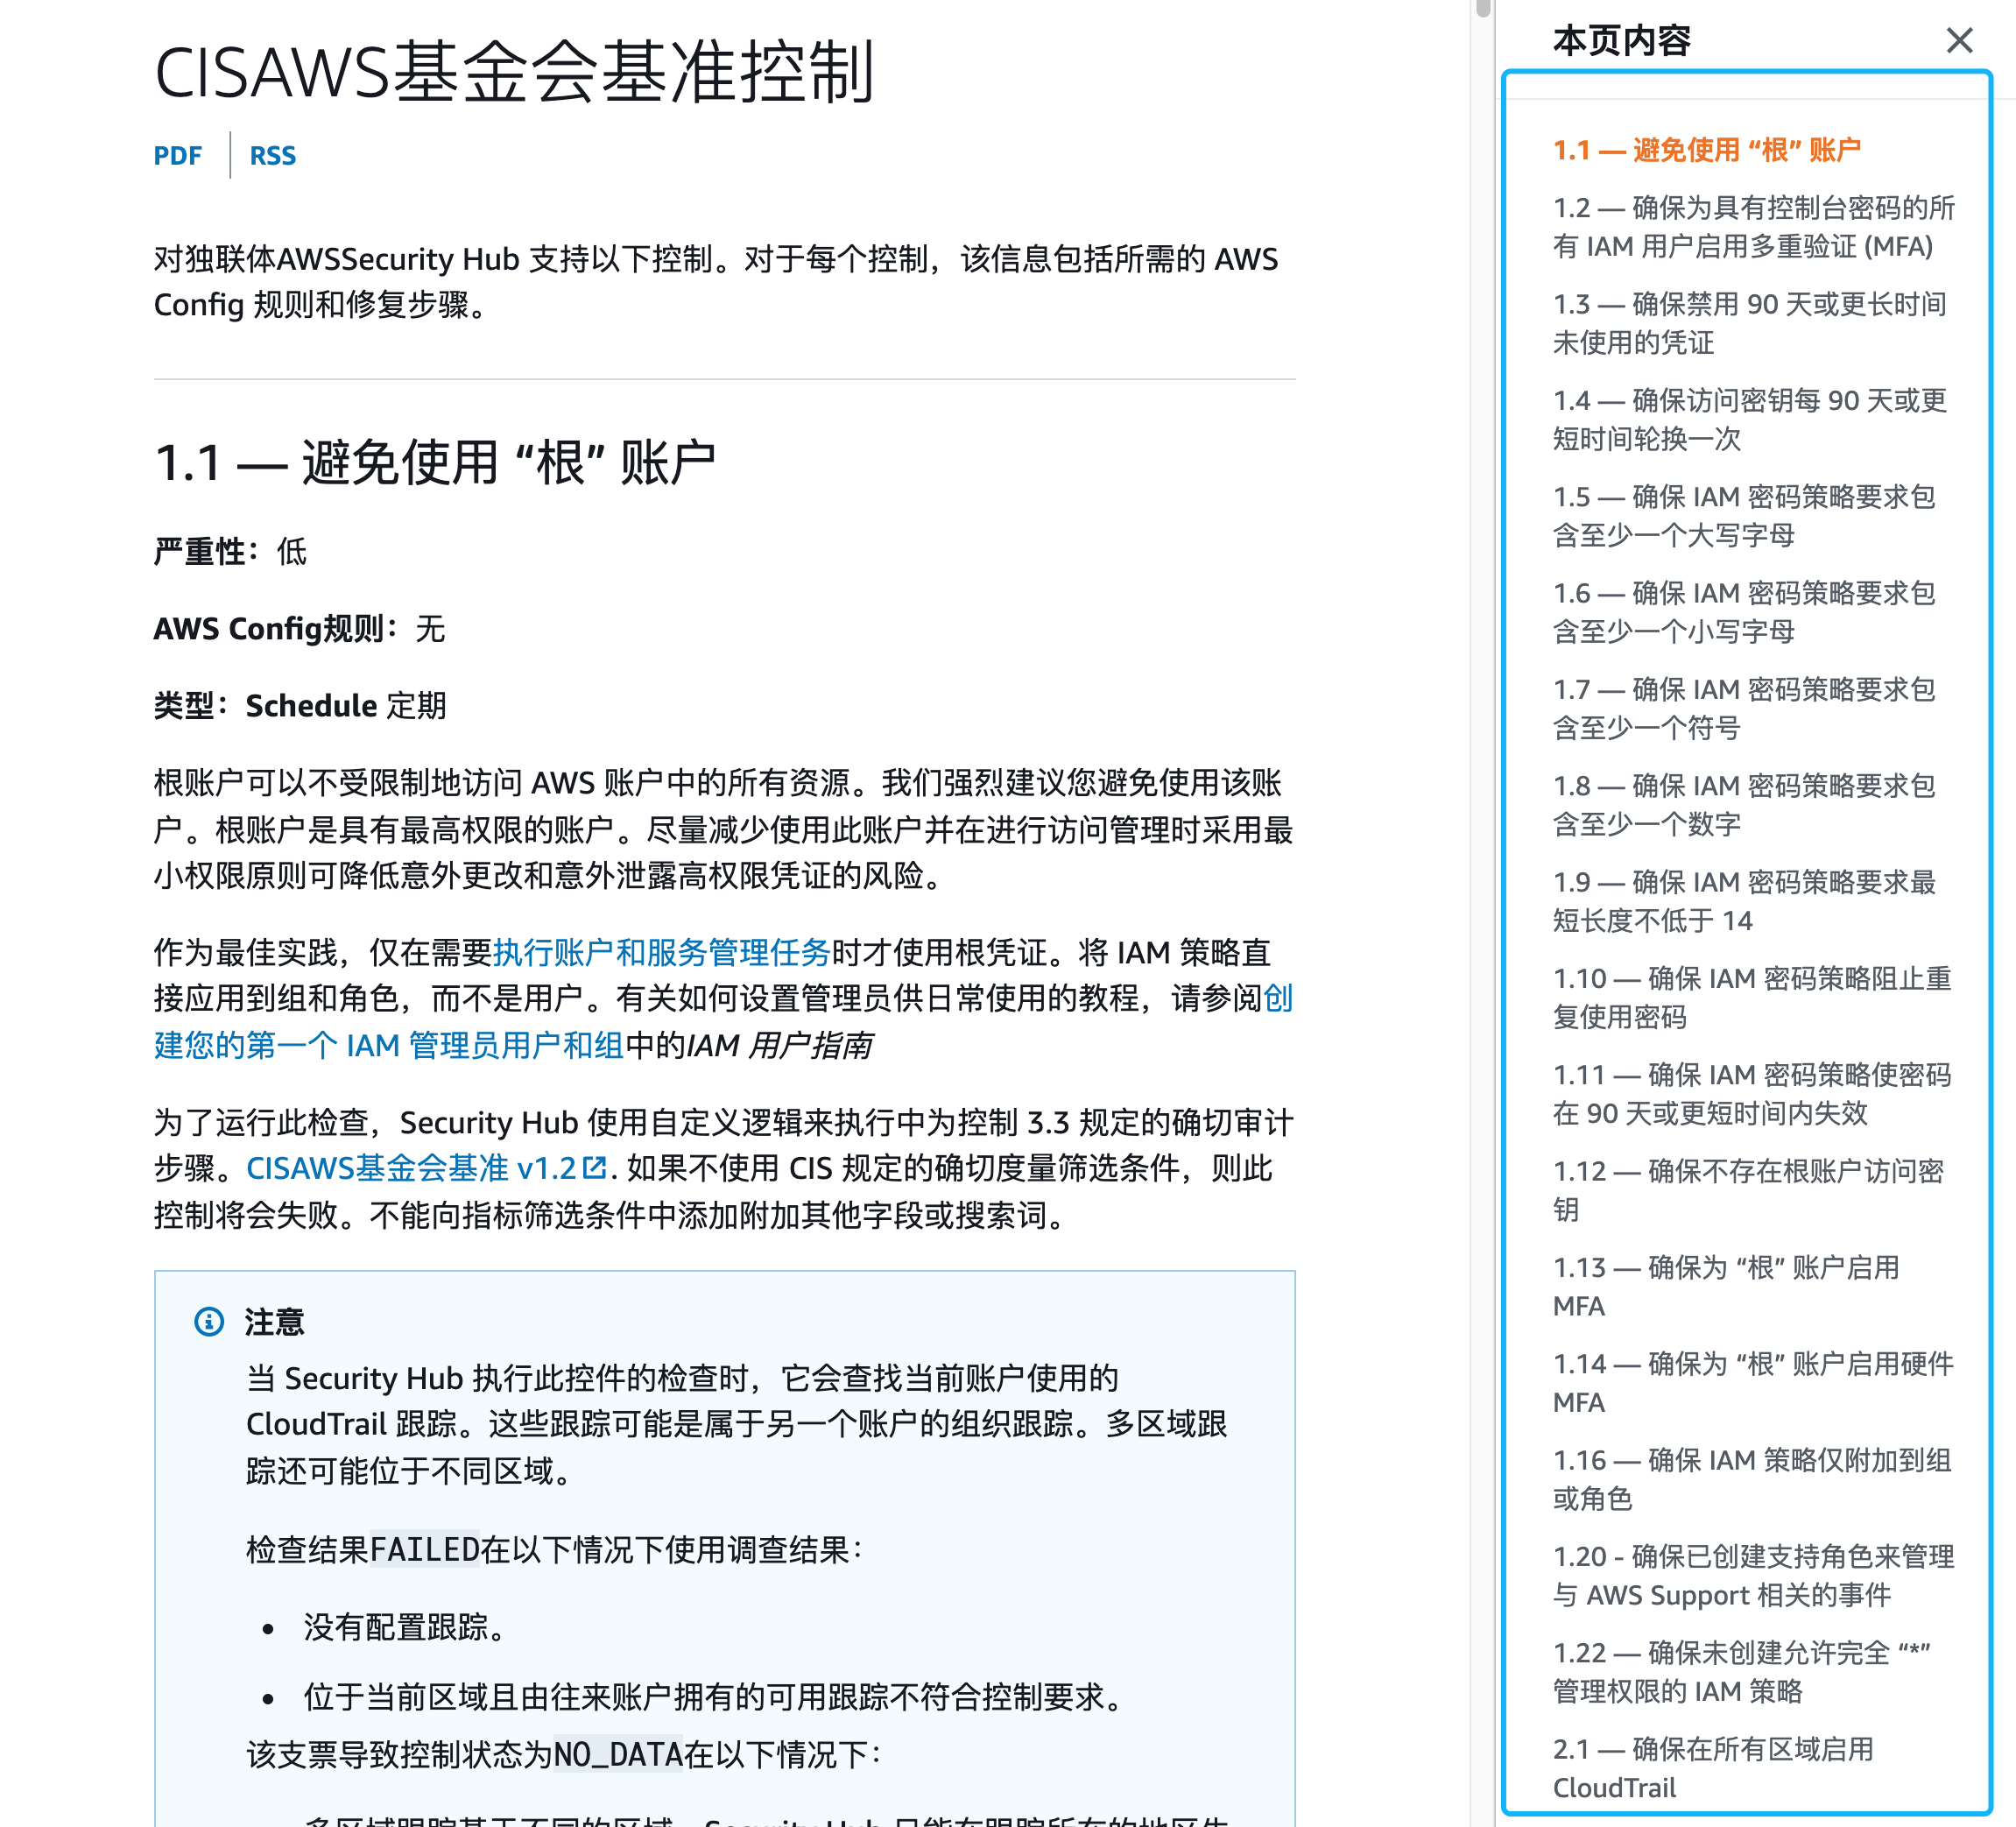 CISAWS基金会基准控制
PDF
RSS
对独联体AWSSecurity Hub 支持以下控制。对于每个控制，该信息包括所需的 AWS
Config 规则和修复步骤。
1.1 — 避免使用 “根” 账户
严重性：低
AWS Config规则：无
类型：Schedule 定期
根账户可以不受限制地访问 AWS 账户中的所有资源。我们强烈建议您避免使用该账
户。根账户是具有最高权限的账户。尽量减少使用此账户并在进行访问管理时采用最
小权限原则可降低意外更改和意外泄露高权限凭证的风险。
作为最佳实践，仅在需要执行账户和服务管理任务时才使用根凭证。将 IAM 策略直
接应用到组和角色，而不是用户。有关如何设置管理员供日常使用的教程，请参阅创
建您的第一个 IAM 管理员用户和组中的IAM 用户指南
为了运行此检查，Security Hub 使用自定义逻辑来执行中为控制 3.3 规定的确切审计
步骤。CISAWS基金会基准 v1.2. 如果不使用 CIS 规定的确切度量筛选条件，则此
控制将会失败。不能向指标筛选条件中添加附加其他字段或搜索词。
注意
当 Security Hub 执行此控件的检查时，它会查找当前账户使用的
CloudTrail 跟踪。这些跟踪可能是属于另一个账户的组织跟踪。多区域跟
踪还可能位于不同区域。
检查结果FAILED在以下情况下使用调查结果：
• 没有配置跟踪。
• 位于当前区域且由往来账户拥有的可用跟踪不符合控制要求。
该支票导致控制状态为NO_DATA在以下情况下：
多区域跟踪基于不同的区域。Security Hub 只能在跟踪所在的地区生
本页内容
1.1 — 避免使用 “根” 账户
1.2 — 确保为具有控制台密码的所
有 IAM 用户启用多重验证 (MFA)
1.3 — 确保禁用 90 天或更长时间
未使用的凭证
1.4 — 确保访问密钥每 90 天或更
短时间轮换一次
1.5 — 确保 IAM 密码策略要求包
含至少一个大写字母
1.6 — 确保 IAM 密码策略要求包
含至少一个小写字母
1.7 — 确保 IAM 密码策略要求包
含至少一个符号
1.8 — 确保 IAM 密码策略要求包
含至少一个数字
1.9 — 确保 IAM 密码策略要求最
短长度不低于 14
1.10 — 确保 IAM 密码策略阻止重
复使用密码
1.11 — 确保 IAM 密码策略使密码
在 90 天或更短时间内失效
1.12 — 确保不存在根账户访问密
钥
1.13 — 确保为 “根” 账户启用
MFA
1.14 — 确保为 “根” 账户启用硬件
MFA
1.16 — 确保 IAM 策略仅附加到组
或角色
1.20 - 确保已创建支持角色来管理
与 AWS Support 相关的事件
1.22 — 确保未创建允许完全 “*”
管理权限的 IAM 策略
2.1 — 确保在所有区域启用
CloudTrail